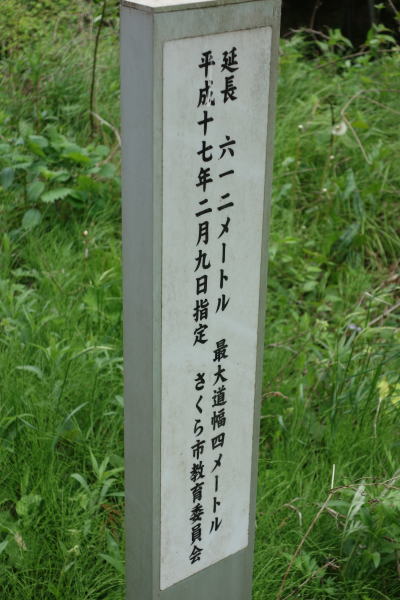 延長　六一二メートル　最大道幅四メートル
平成十七年二月九日指定　さくら市教育委員会